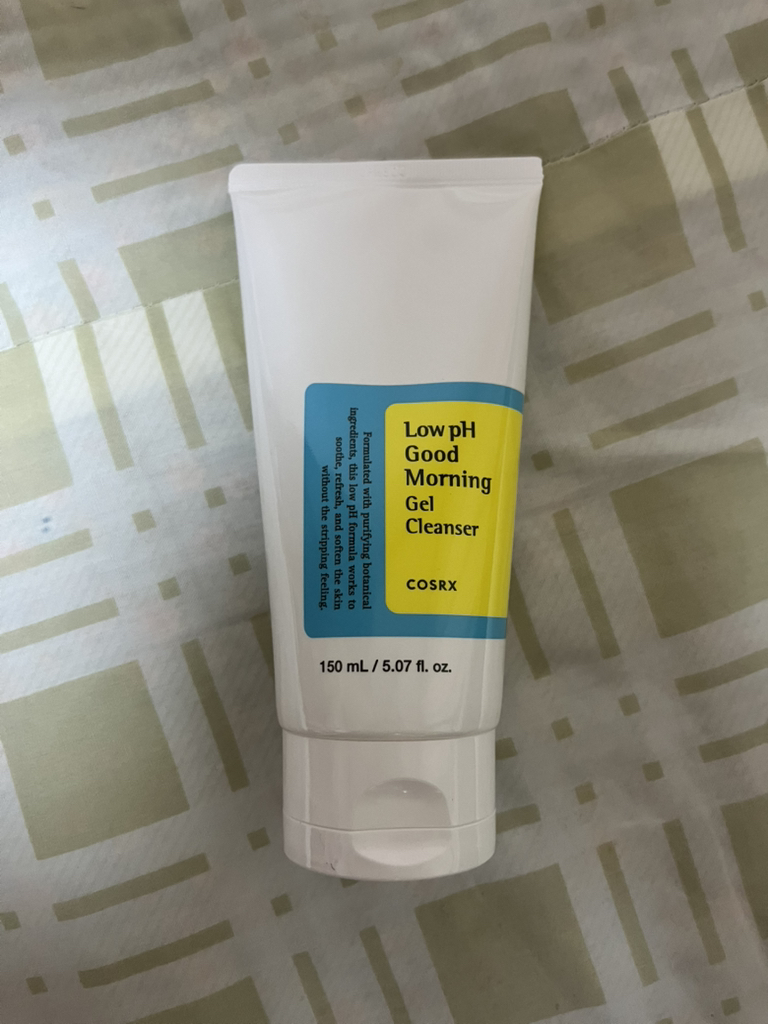 Low pH
Good
Morning
Gel
Cleanser
COSRX
Formulated with purifying botanical
ingredients, this low pH formula works to
soothe, refresh, and soften the skin
without the stripping feeling.
150 mL / 5.07 fl. oz.